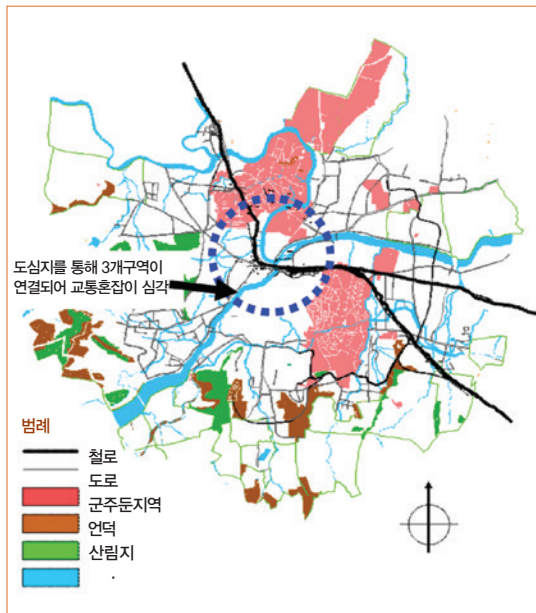 도심지를 통해 3개구역이
연결되어 교통혼잡이 심각
범례
철로
도로
군주둔지역
언덕
산림지
·